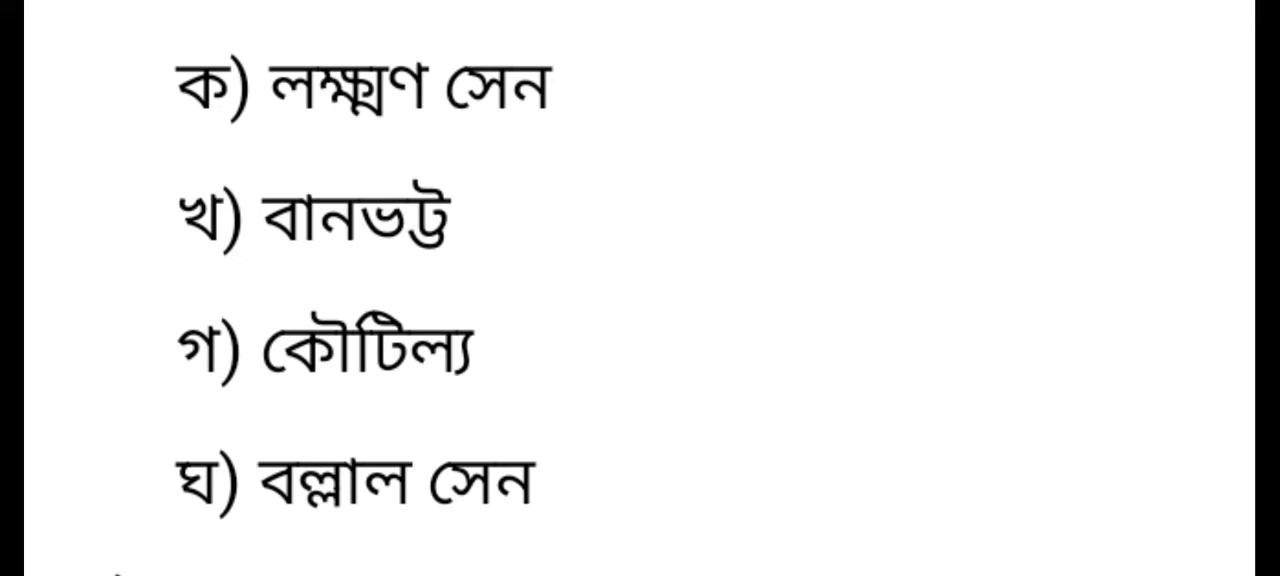 ক) লক্ষ্মণ সেন
খ) বানভট্ট
গ) কৌটিল্য
ঘ) বল্লাল সেন